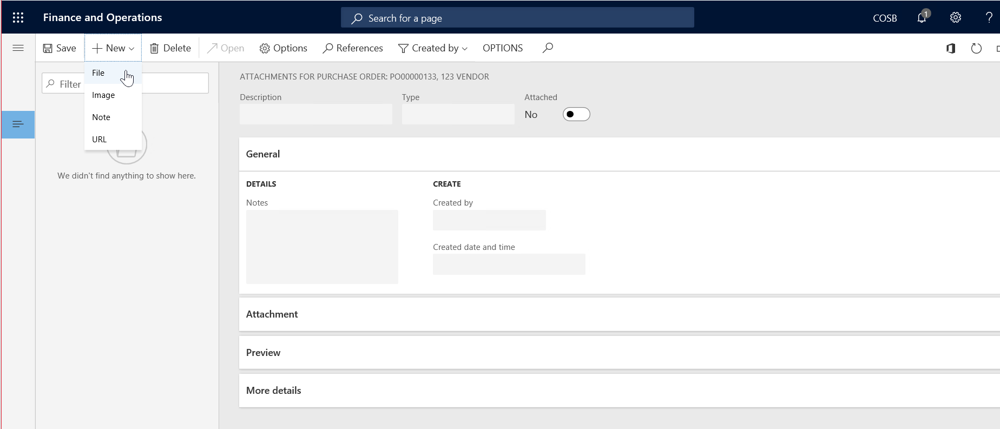 Finance and Operations
Search for a page
COSB
1
?
Save
New
Delete
Open
Options
References
Created by
OPTIONS
File
Image
Note
URL
Filter
We didn't find anything to show here.
ATTACHMENTS FOR PURCHASE ORDER: PO00000133, 123 VENDOR
Description
Type
Attached
No
General
DETAILS
CREATE
Notes
Created by
Created date and time
Attachment
Preview
More details